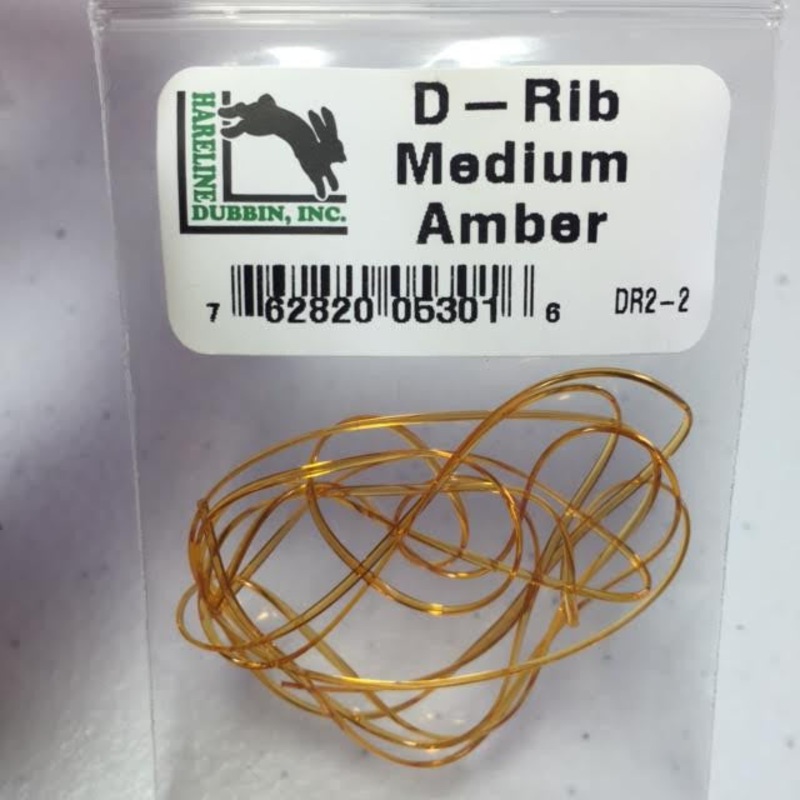 HARELINE
DUBBIN, INC.
D-Rib
Medium
Amber
7 62820 05301 6
DR2-2